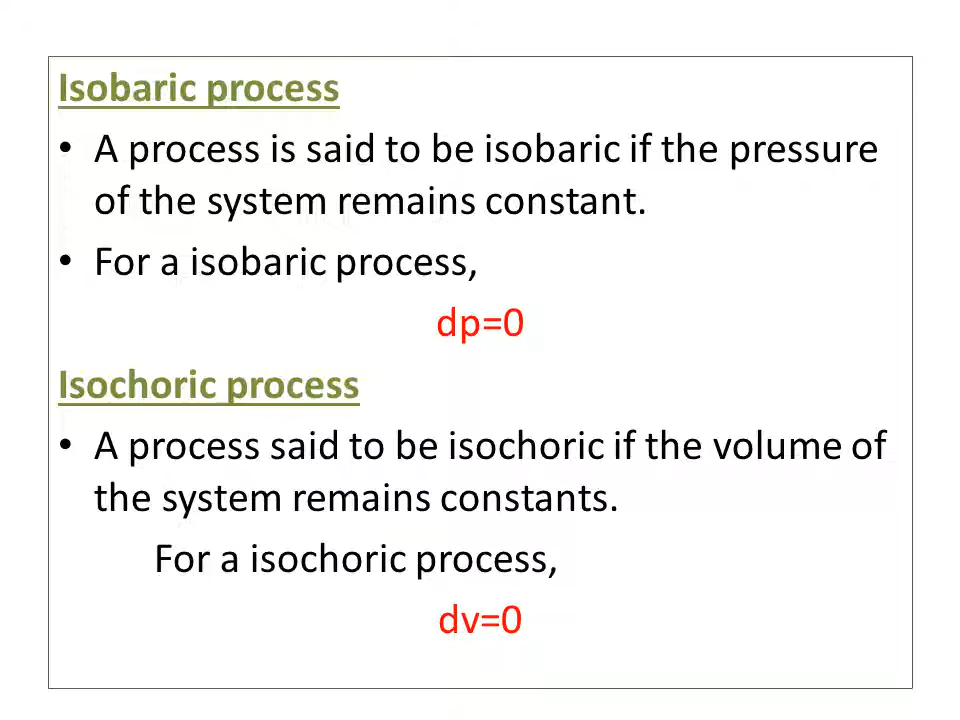 Isobaric process
• A process is said to be isobaric if the pressure
of the system remains constant.
• For a isobaric process,
dp=0
Isochoric process
• A process said to be isochoric if the volume of
the system remains constants.
For a isochoric process,
dv=0